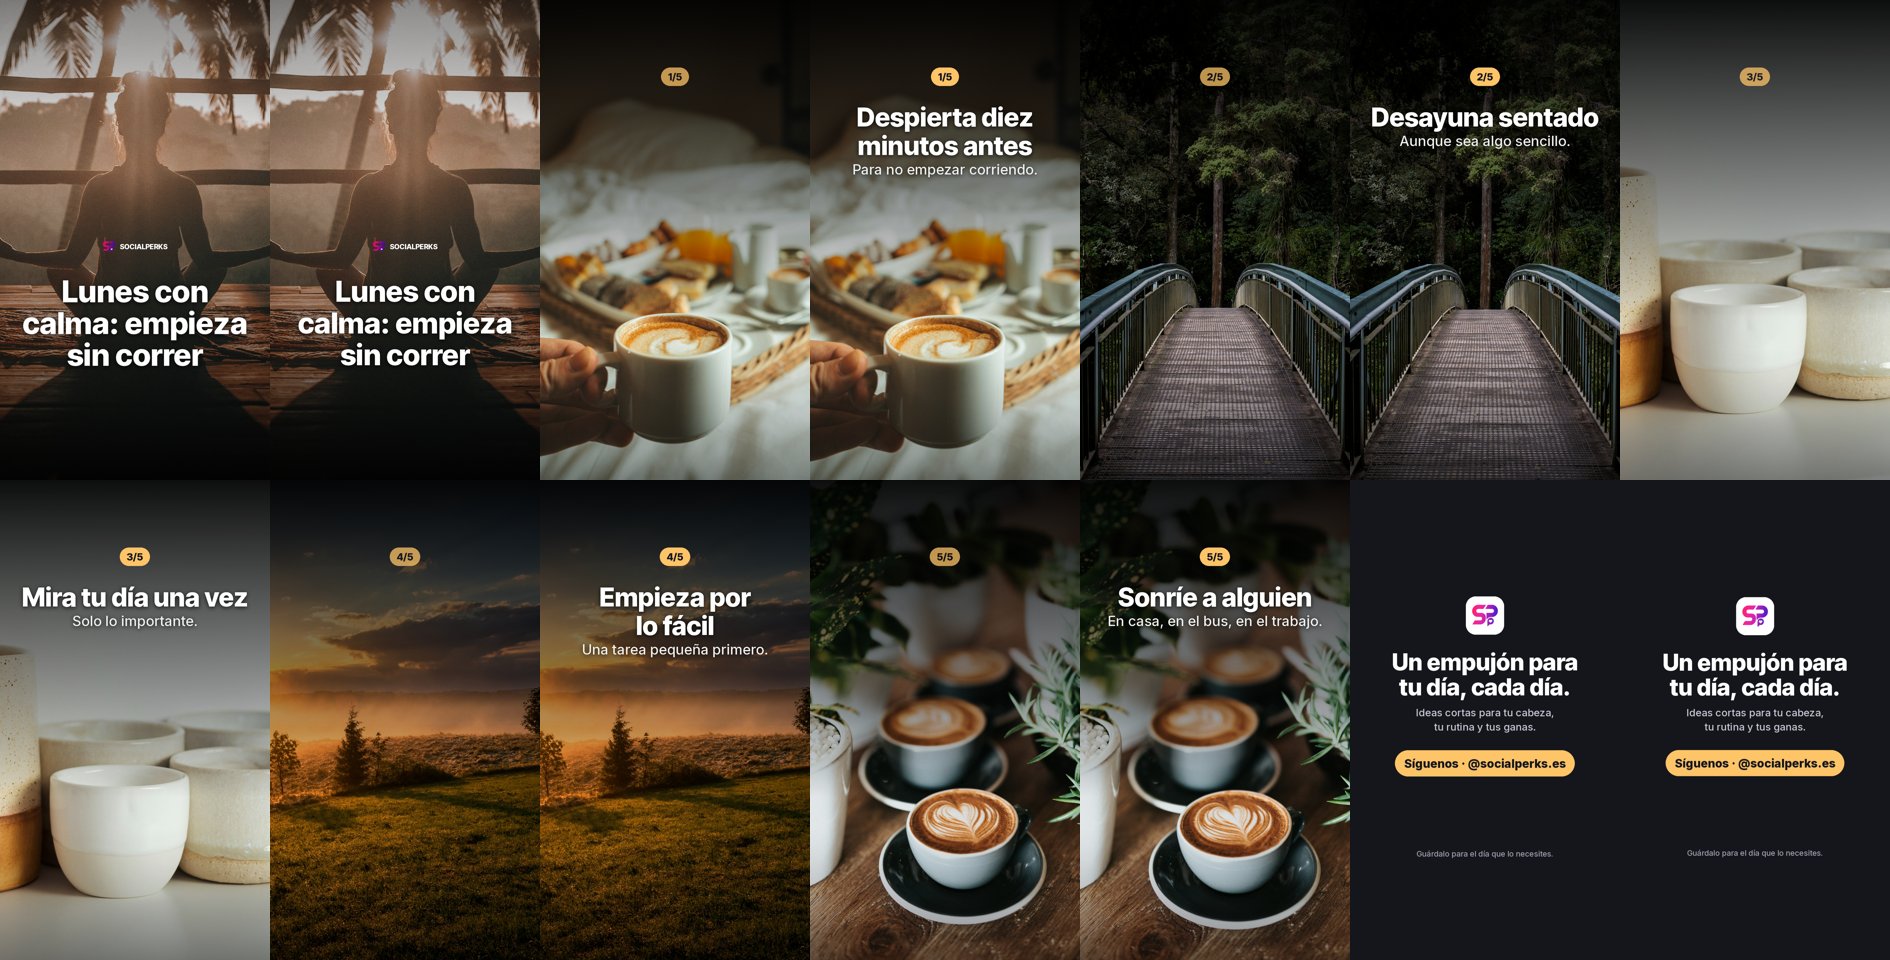 SP SOCIALPERKS
Lunes con
calma: empieza
sin correr
SP SOCIALPERKS
Lunes con
calma: empieza
sin correr
1/5
1/5
Despierta diez
minutos antes
Para no empezar corriendo.
2/5
2/5
Desayuna sentado
Aunque sea algo sencillo.
3/5
3/5
Mira tu día una vez
Solo lo importante.
4/5
4/5
Empieza por
lo fácil
Una tarea pequeña primero.
5/5
5/5
Sonríe a alguien
En casa, en el bus, en el trabajo.
SPp
Un empujón para
tu día, cada día.
Ideas cortas para tu cabeza,
tu rutina y tus ganas.
Síguenos · @socialperks.es
Guárdalo para el día que lo necesites.
SPp
Un empujón para
tu día, cada día.
Ideas cortas para tu cabeza,
tu rutina y tus ganas.
Síguenos · @socialperks.es
Guárdalo para el día que lo necesites.